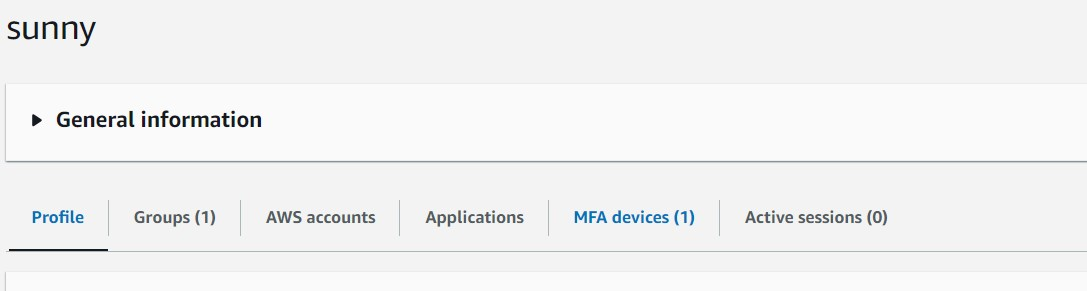 sunny
General information
Profile
Groups (1)
AWS accounts
Applications
MFA devices (1)
Active sessions (0)